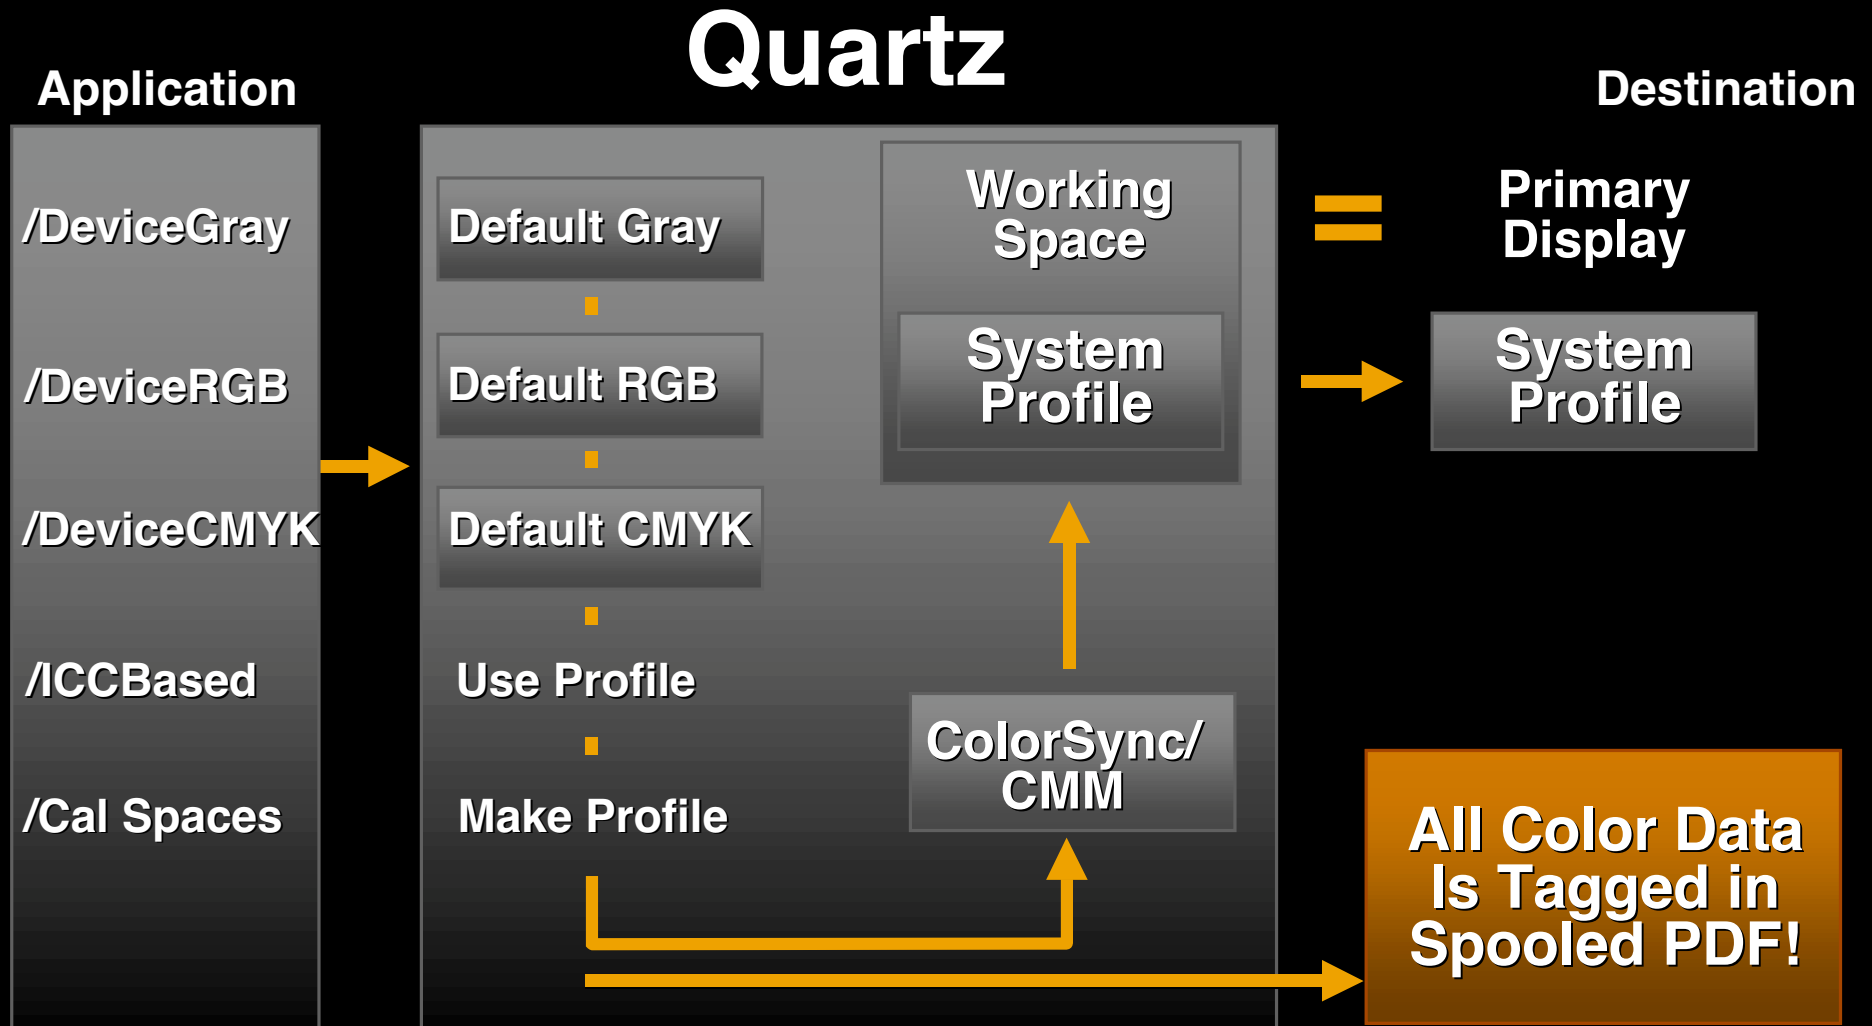 Quartz
Application
Destination
/DeviceGray
/DeviceRGB
/DeviceCMYK
/ICCBased
/Cal Spaces
Default Gray
Default RGB
Default CMYK
Use Profile
Make Profile
Working
Space
System
Profile
ColorSync/
CMM
=
Primary
Display
System
Profile
All Color Data
Is Tagged in
Spooled PDF!